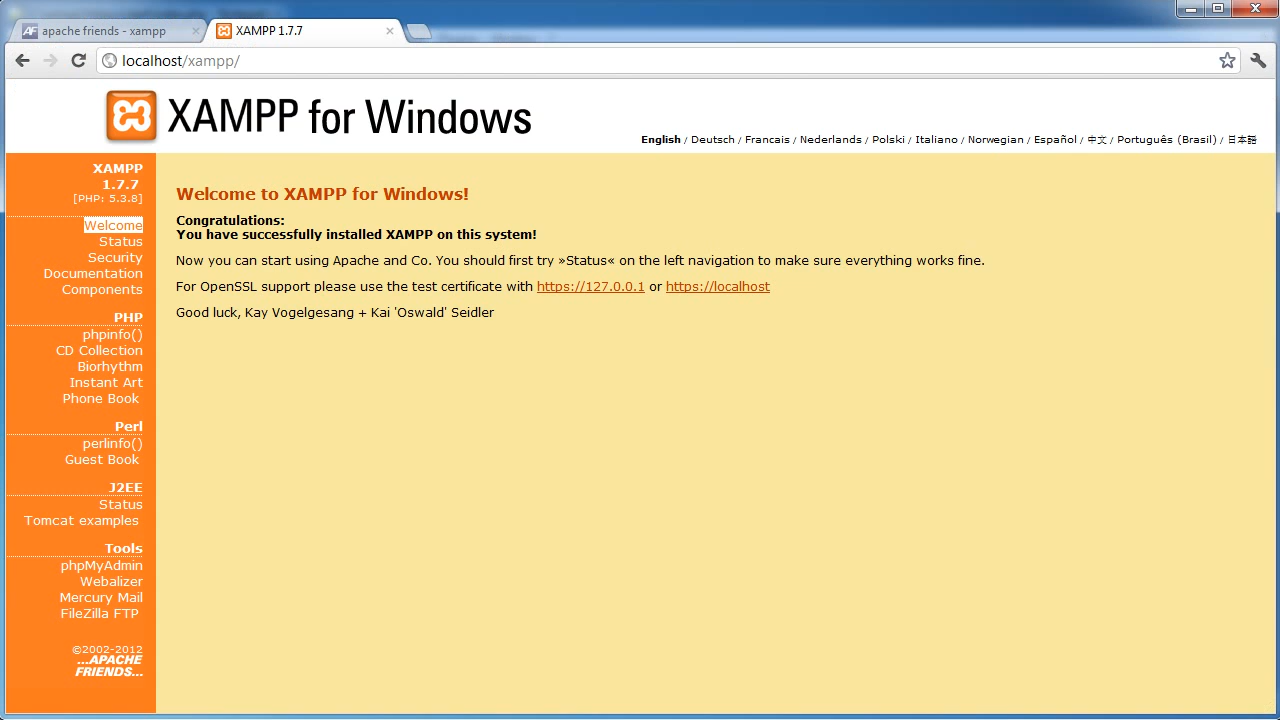 apache friends - xampp
XAMPP 1.7.7
localhost/xampp/
XAMPP for Windows
English / Deutsch / Francais / Nederlands / Polski / Italiano / Norwegian / Español / 中文 / Português (Brasil) / 日本語
XAMPP
1.7.7
[PHP: 5.3.8]
Welcome
Status
Security
Documentation
Components
PHP
phpinfo()
CD Collection
Biorhythm
Instant Art
Phone Book
Perl
perlinfo()
Guest Book
J2EE
Status
Tomcat examples
Tools
phpMyAdmin
Webalizer
Mercury Mail
FileZilla FTP
©2002-2012
...APACHE
FRIENDS...
Welcome to XAMPP for Windows!
Congratulations:
You have successfully installed XAMPP on this system!
Now you can start using Apache and Co. You should first try »Status« on the left navigation to make sure everything works fine.
For OpenSSL support please use the test certificate with https://127.0.0.1 or https://localhost
Good luck, Kay Vogelgesang + Kai 'Oswald' Seidler